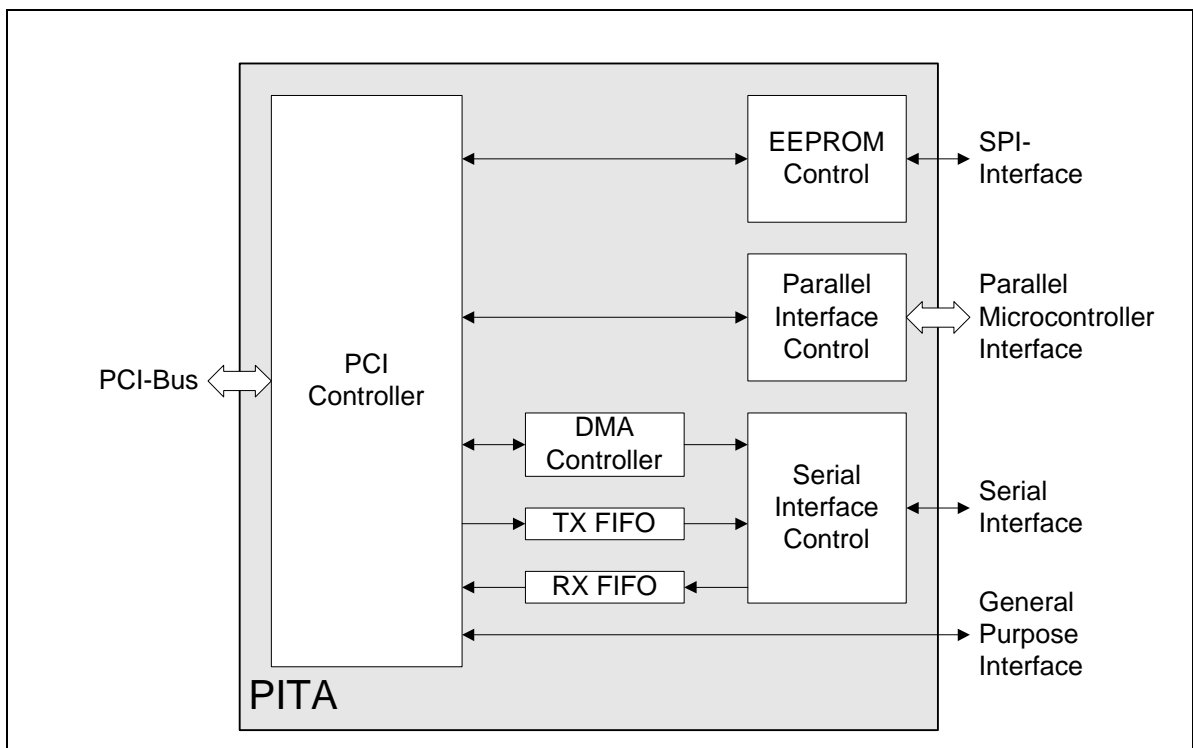 EEPROM
Control
SPI-
Interface
Parallel
Interface
Control
Parallel
Microcontroller
Interface
PCI-Bus
PCI
Controller
DMA
Controller
TX FIFO
RX FIFO
Serial
Interface
Control
Serial
Interface
General
Purpose
Interface
PITA